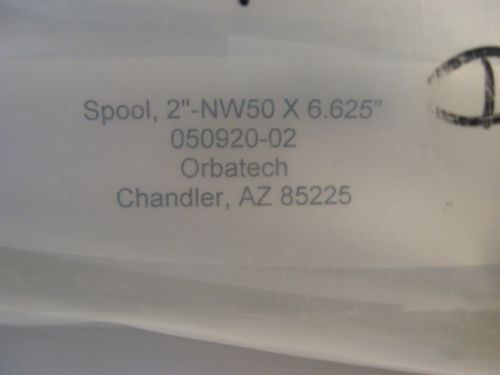 Spool, 2"-NW50 X 6.625"
050920-02
Orbatech
Chandler, AZ 85225